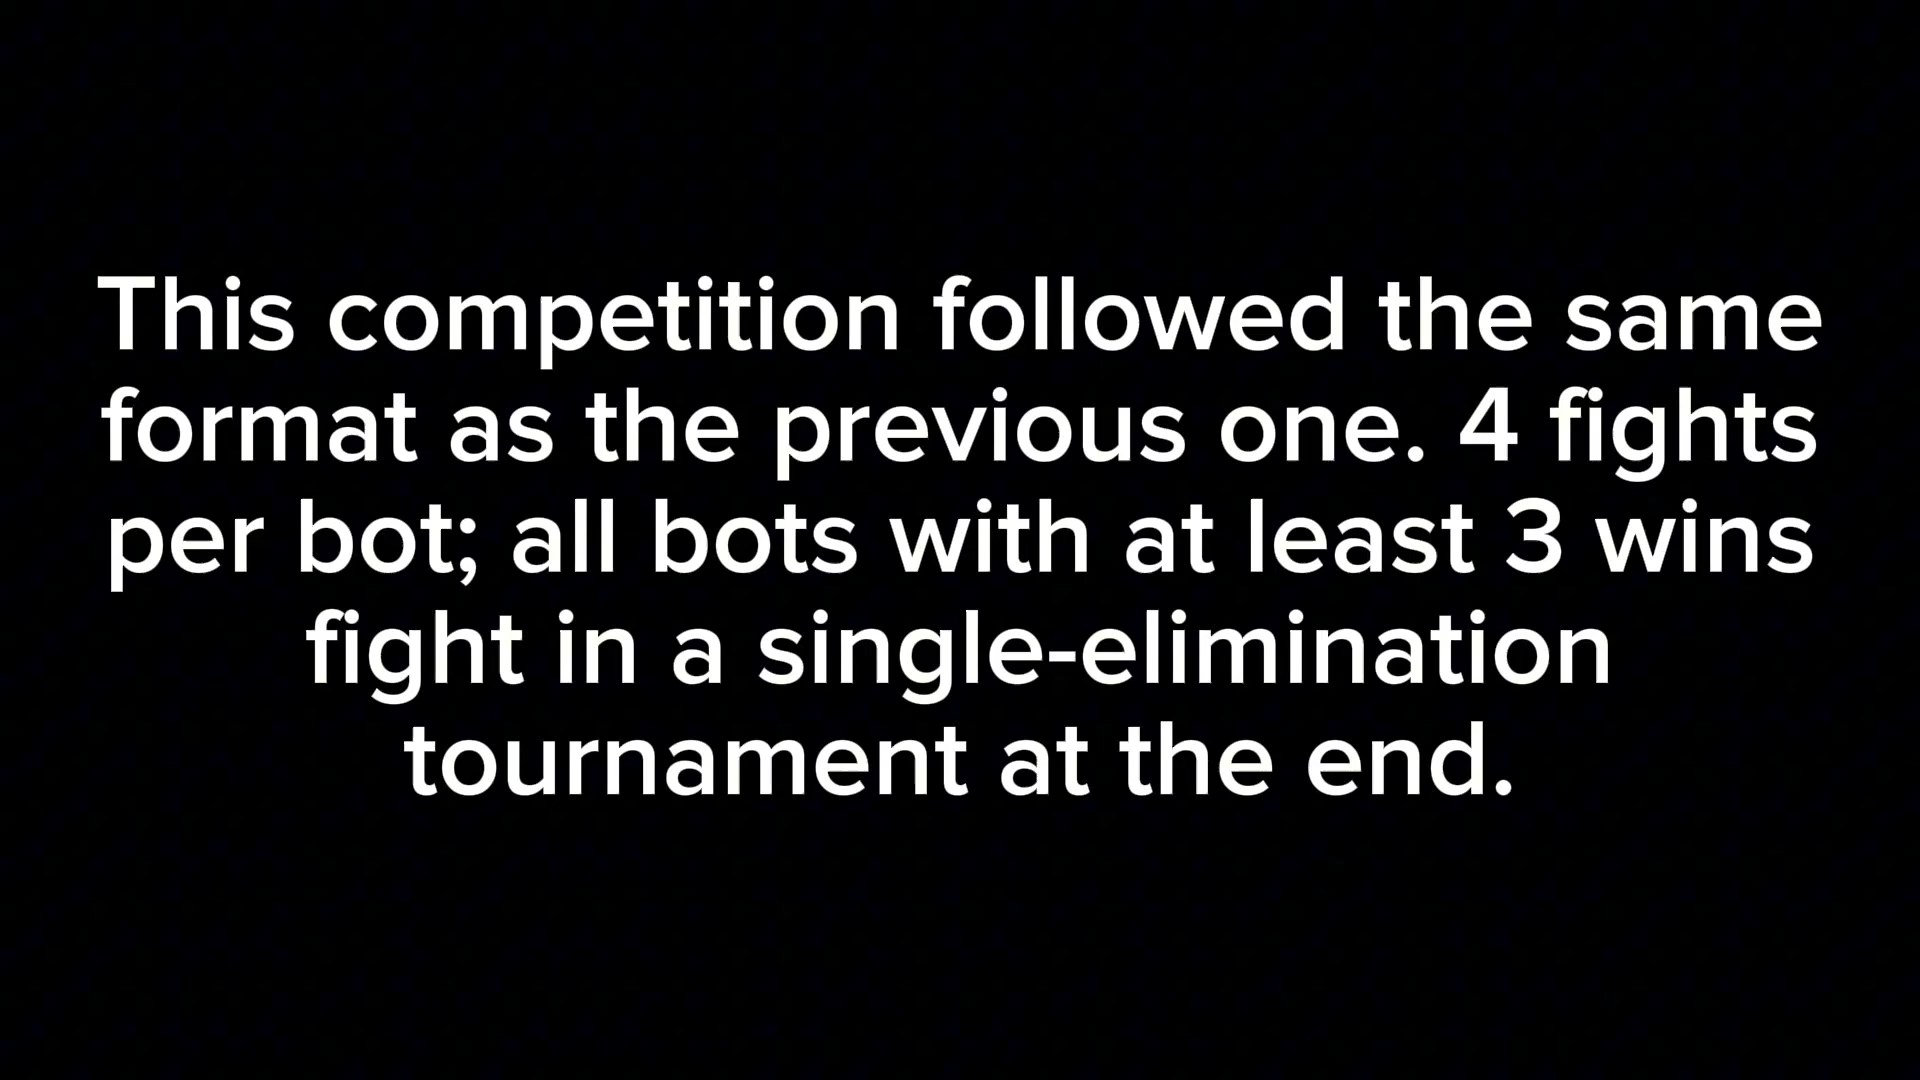 This competition followed the same
format as the previous one. 4 fights
per bot; all bots with at least 3 wins
fight in a single-elimination
tournament at the end.